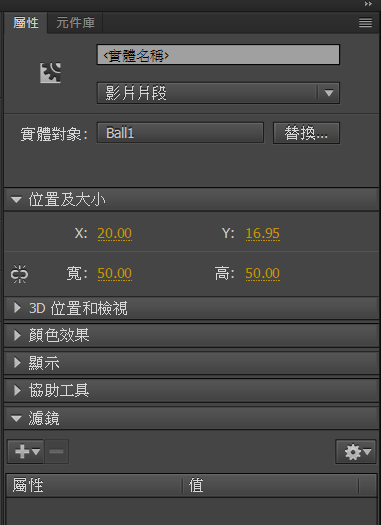 屬性 元件庫
<實體名稱>
影片片段
實體對象: Ball1 替換...
位置及大小
X: 20.00 Y: 16.95
寬: 50.00 高: 50.00
3D 位置和檢視
顏色效果
顯示
協助工具
濾鏡
屬性 值